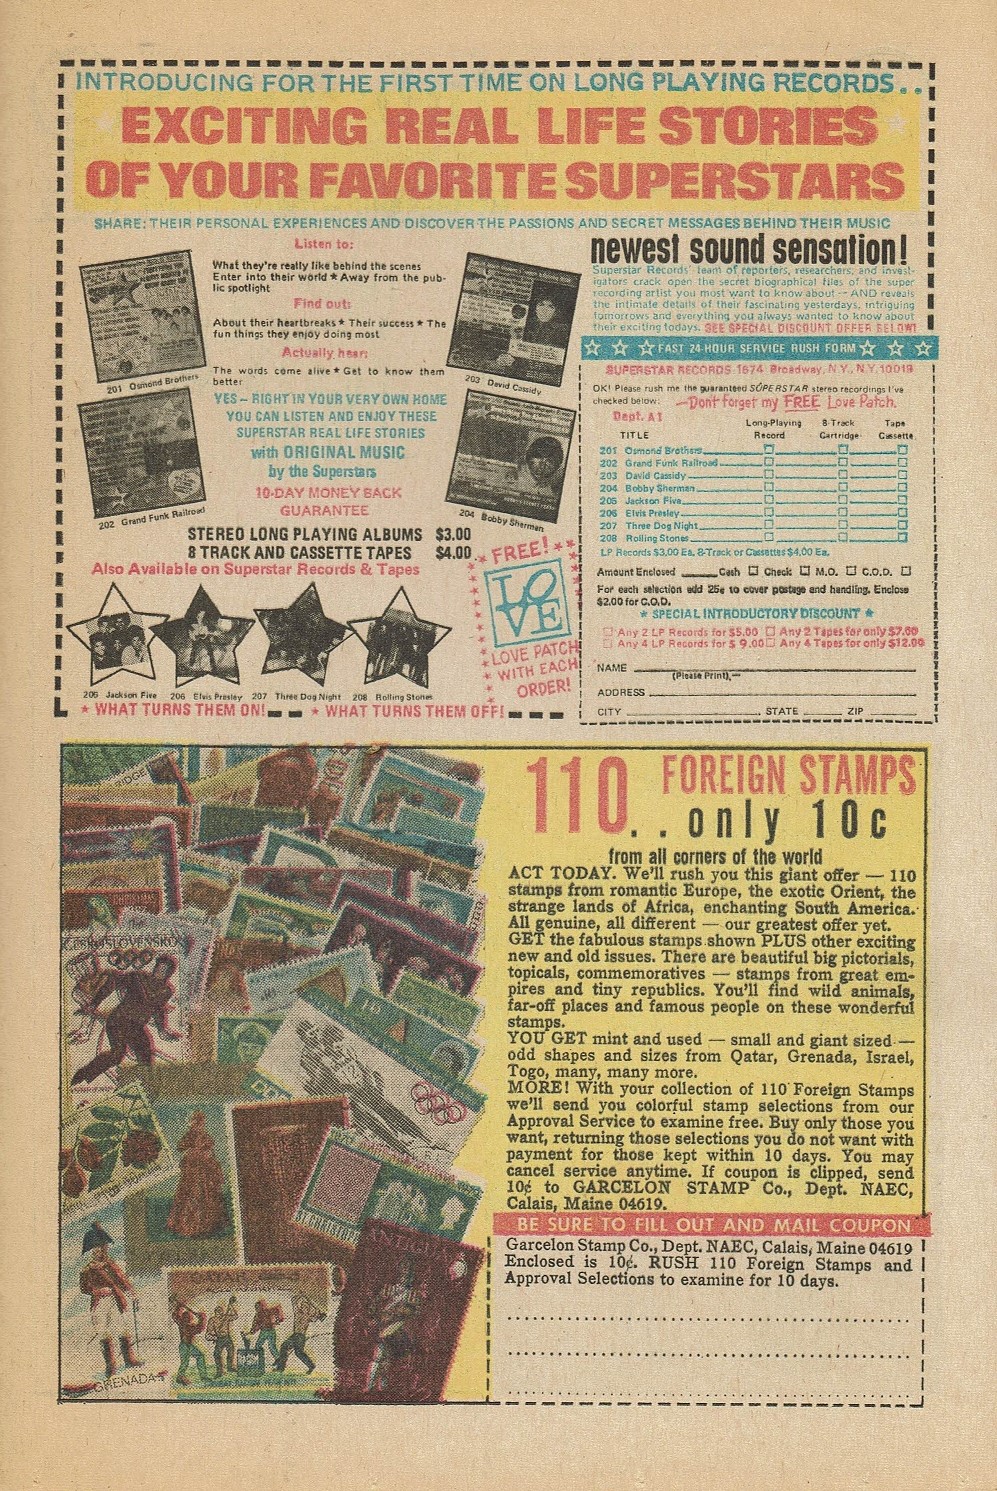 INTRODUCING FOR THE FIRST TIME ON LONG PLAYING RECORDS..
EXCITING REAL LIFE STORIES
OF YOUR FAVORITE SUPERSTARS
SHARE: THEIR PERSONAL EXPERIENCES AND DISCOVER THE PASSIONS AND SECRET MESSAGES BEHIND THEIR MUSIC
Listen to:
What they're really like behind the scenes
Enter into their world ★ Away from the pub-
lic spotlight
Find out:
About their heartbreaks ★ Their success ★ The
fun things they enjoy doing most
Actually hear:
The words come alive ★ Get to know them
better
201 Osmond Brothers
203 David Cassidy
202 Grand Funk Railroad
204 Bobby Sherman
YES – RIGHT IN YOUR VERY OWN HOME
YOU CAN LISTEN AND ENJOY THESE
SUPERSTAR REAL LIFE STORIES
with ORIGINAL MUSIC
by the Superstars
10-DAY MONEY BACK
GUARANTEE
STEREO LONG PLAYING ALBUMS $3.00
8 TRACK AND CASSETTE TAPES $4.00
Also Available on Superstar Records & Tapes
205 Jackson Five 206 Elvis Presley 207 Three Dog Night 208 Rolling Stones
★ WHAT TURNS THEM ON! ★ WHAT TURNS THEM OFF!
FREE!
LO
VE
LOVE PATCH
WITH EACH
ORDER!
newest sound sensation!
Superstar Records' team of reporters, researchers, and invest-
igators crack open the secret biographical files of the super
recording artist you most want to know about -- AND reveals
the intimate details of their fascinating yesterdays, intriguing
tomorrows and everything you always wanted to know about
their exciting todays. SEE SPECIAL DISCOUNT OFFER BELOW!
☆ ☆ ☆ FAST 24-HOUR SERVICE RUSH FORM ☆ ☆ ☆
SUPERSTAR RECORDS 1674 Broadway, N.Y., N.Y. 10019
OK! Please rush me the guaranteed SUPERSTAR stereo recordings I've
checked below: —Don't forget my FREE Love Patch.
Dept. A1
Long-Playing 8-Track Tape
TITLE Record Cartridge Cassette
201 Osmond Brothers
202 Grand Funk Railroad
203 David Cassidy
204 Bobby Sherman
205 Jackson Five
206 Elvis Presley
207 Three Dog Night
208 Rolling Stones
LP Records $3.00 Ea. 8-Track or Cassettes $4.00 Ea.
Amount Enclosed ______ Cash ☐ Check ☐ M.O. ☐ C.O.D. ☐
For each selection add 25¢ to cover postage and handling. Enclose
$2.00 for C.O.D.
★ SPECIAL INTRODUCTORY DISCOUNT ★
☐ Any 2 LP Records for $5.00 ☐ Any 2 Tapes for only $7.00
☐ Any 4 LP Records for $ 9.00 ☐ Any 4 Tapes for only $12.00
NAME
(Please Print)
ADDRESS
CITY STATE ZIP
110 FOREIGN STAMPS
.. only 10c
from all corners of the world
ACT TODAY. We'll rush you this giant offer — 110
stamps from romantic Europe, the exotic Orient, the
strange lands of Africa, enchanting South America.
All genuine, all different — our greatest offer yet.
GET the fabulous stamps shown PLUS other exciting
new and old issues. There are beautiful big pictorials,
topicals, commemoratives — stamps from great em-
pires and tiny republics. You'll find wild animals,
far-off places and famous people on these wonderful
stamps.
YOU GET mint and used — small and giant sized —
odd shapes and sizes from Qatar, Grenada, Israel,
Togo, many, many more.
MORE! With your collection of 110 Foreign Stamps
we'll send you colorful stamp selections from our
Approval Service to examine free. Buy only those you
want, returning those selections you do not want with
payment for those kept within 10 days. You may
cancel service anytime. If coupon is clipped, send
10¢ to GARCELON STAMP Co., Dept. NAEC,
Calais, Maine 04619.
BE SURE TO FILL OUT AND MAIL COUPON
Garcelon Stamp Co., Dept. NAEC, Calais, Maine 04619
Enclosed is 10¢. RUSH 110 Foreign Stamps and
Approval Selections to examine for 10 days.
CHRISTMAS
CESKOSLOVENSKO
ANTIGUA
QATAR
GRENADA